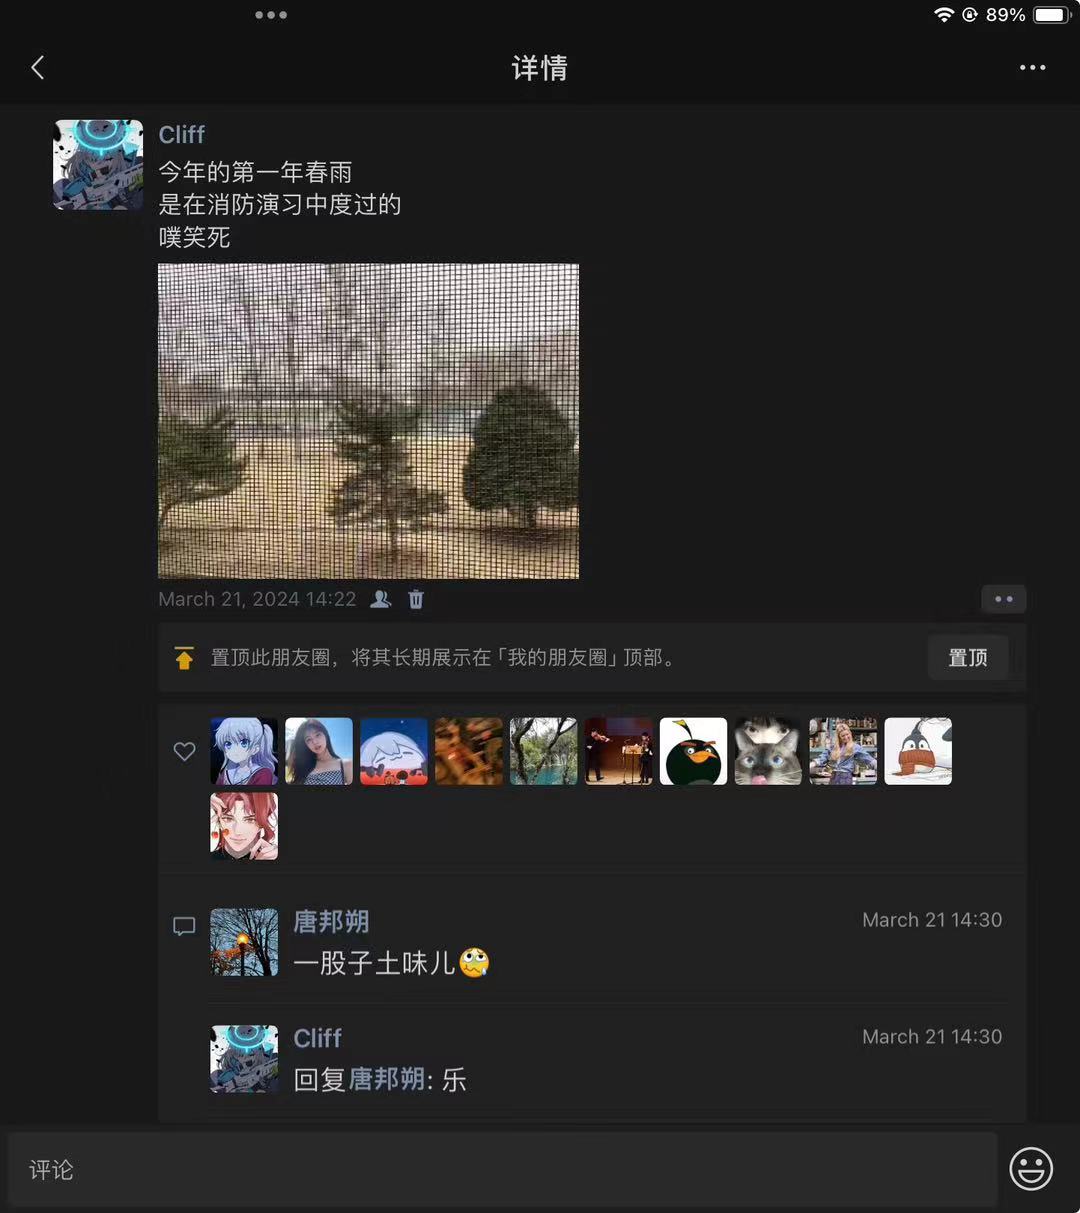 89%
详情
Cliff
今年的第一年春雨
是在消防演习中度过的
噗笑死
March 21, 2024 14:22
置顶此朋友圈，将其长期展示在「我的朋友圈」顶部。
置顶
唐邦朔
March 21 14:30
一股子土味儿
Cliff
March 21 14:30
回复唐邦朔: 乐
评论